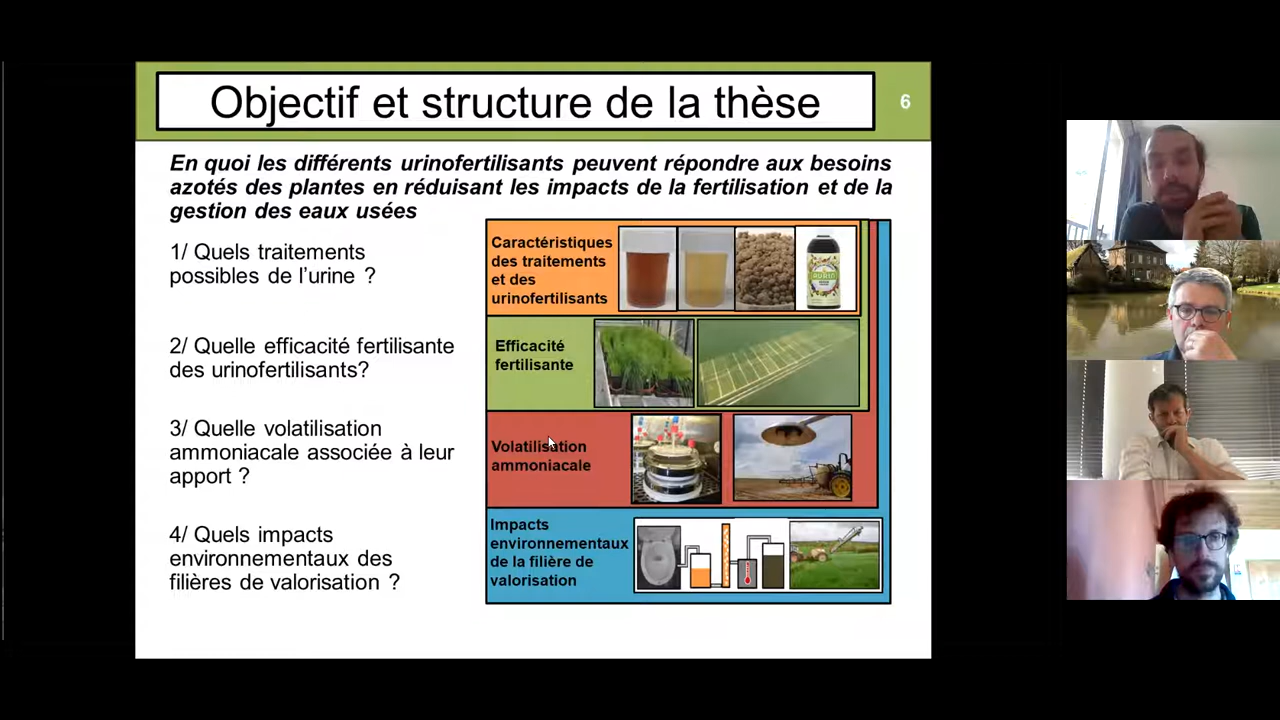 Objectif et structure de la thèse
6
En quoi les différents urinofertilisants peuvent répondre aux besoins
azotés des plantes en réduisant les impacts de la fertilisation et de la
gestion des eaux usées
1/ Quels traitements
possibles de l'urine ?
2/ Quelle efficacité fertilisante
des urinofertilisants?
3/ Quelle volatilisation
ammoniacale associée à leur
apport ?
4/ Quels impacts
environnementaux des
filières de valorisation ?
Caractéristiques
des traitements
et des
urinofertilisants
Efficacité
fertilisante
Volatilisation
ammoniacale
Impacts
environnementaux
de la filière de
valorisation